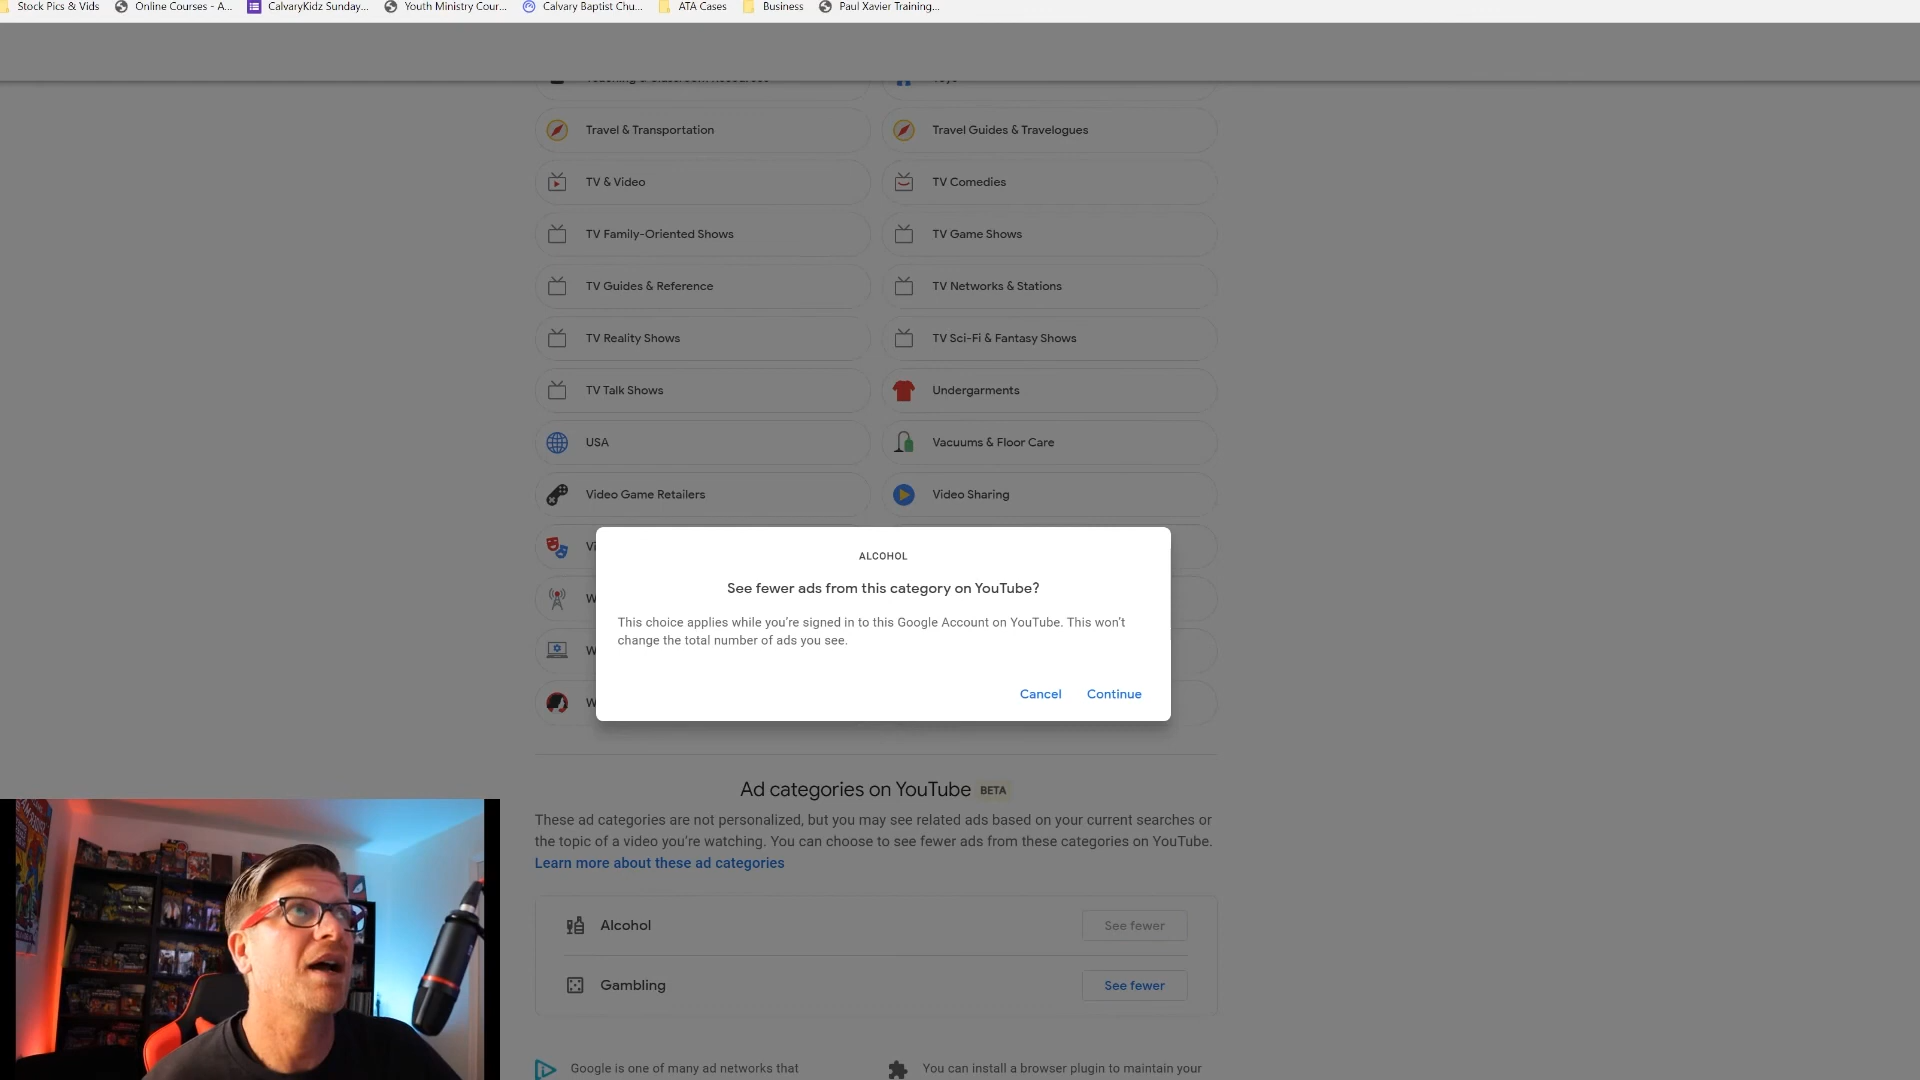 Stock Pics & Vids Online Courses - A... CalvaryKidz Sunday... Youth Ministry Cour... Calvary Baptist Chu... ATA Cases Business Paul Xavier Training...
Travel & Transportation Travel Guides & Travelogues
TV & Video TV Comedies
TV Family-Oriented Shows TV Game Shows
TV Guides & Reference TV Networks & Stations
TV Reality Shows TV Sci-Fi & Fantasy Shows
TV Talk Shows Undergarments
USA Vacuums & Floor Care
Video Game Retailers Video Sharing
ALCOHOL
See fewer ads from this category on YouTube?
This choice applies while you're signed in to this Google Account on YouTube. This won't
change the total number of ads you see.
Cancel Continue
Ad categories on YouTube BETA
These ad categories are not personalized, but you may see related ads based on your current searches or
the topic of a video you're watching. You can choose to see fewer ads from these categories on YouTube.
Learn more about these ad categories
Alcohol See fewer
Gambling See fewer
Google is one of many ad networks that You can install a browser plugin to maintain your